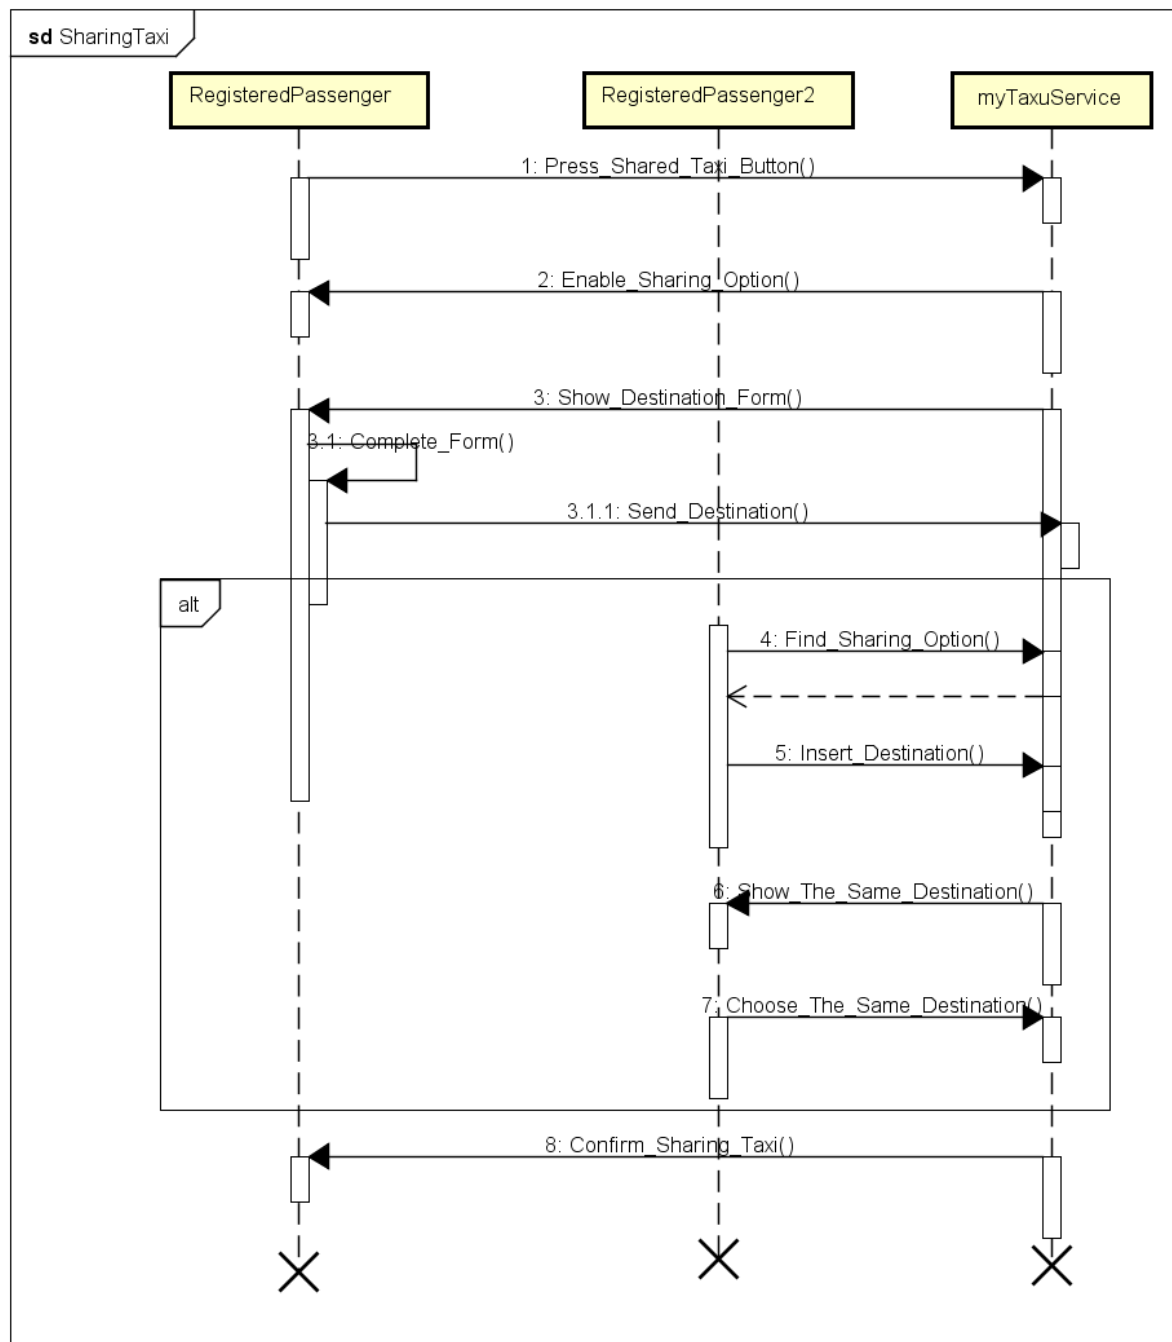 sd SharingTaxi
RegisteredPassenger
RegisteredPassenger2
myTaxuService
1: Press_Shared_Taxi_Button()
2: Enable_Sharing_Option()
3: Show_Destination_Form()
3.1: Complete_Form()
3.1.1: Send_Destination()
alt
4: Find_Sharing_Option()
5: Insert_Destination()
6: Show_The_Same_Destination()
7: Choose_The_Same_Destination()
8: Confirm_Sharing_Taxi()